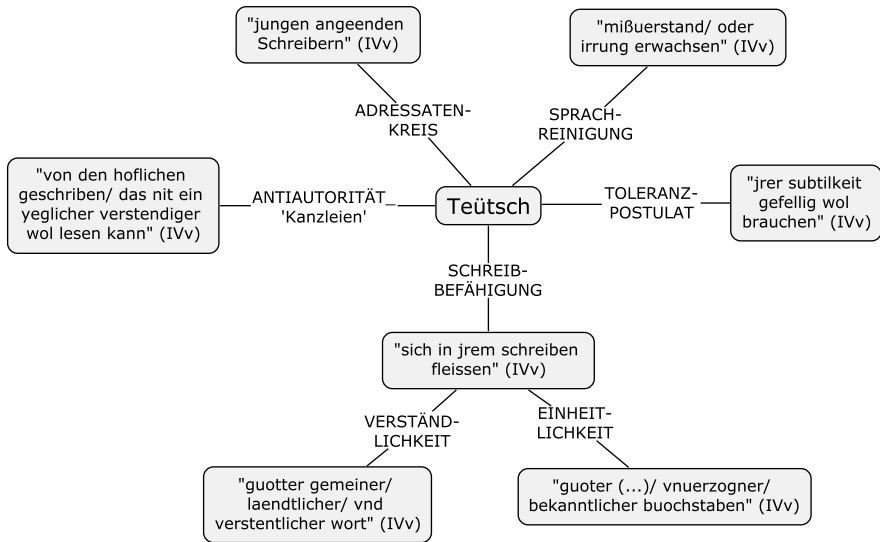 "jungen angeenden
Schreibern" (IVv)
"mißuerstand/ oder
irrung erwachsen" (IVv)
ADRESSATEN-
KREIS
SPRACH-
REINIGUNG
"von den hoflichen
geschriben/ das nit ein
yeglicher verstendiger
wol lesen kann" (IVv)
ANTIAUTORITÄT_
'Kanzleien'
Teütsch
TOLERANZ-
POSTULAT
"jrer subtilkeit
gefellig wol
brauchen" (IVv)
SCHREIB-
BEFÄHIGUNG
"sich in jrem schreiben
fleissen" (IVv)
VERSTÄND-
LICHKEIT
EINHEIT-
LICHKEIT
"guotter gemeiner/
laendtlicher/ vnd
verstentlicher wort" (IVv)
"guoter (...)/ vnuerzogner/
bekanntlicher buochstaben" (IVv)